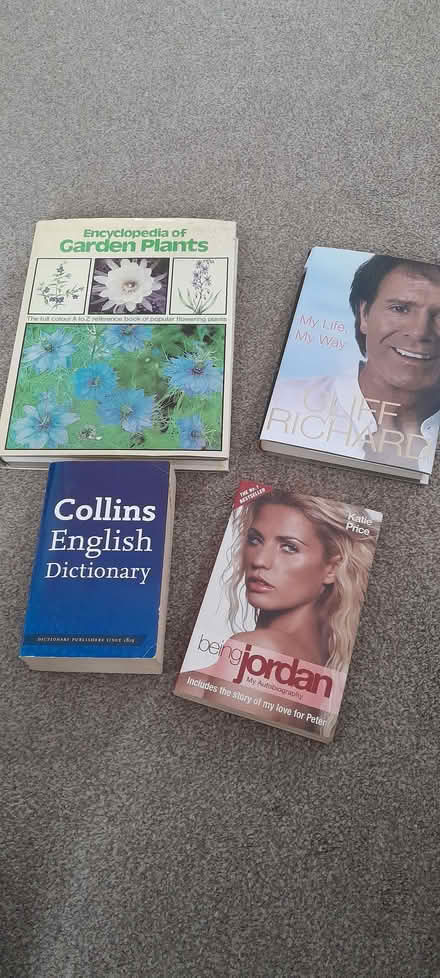 Encyclopedia of
Garden Plants
The full colour A to Z reference book of popular flowering plants
My Life,
My Way
CLIFF
RICHARD
Collins
English
Dictionary
DICTIONARY PUBLISHERS SINCE 1819
THE NO. 1
BESTSELLER
Katie
Price
being jordan
My Autobiography
Includes the story of my love for Peter